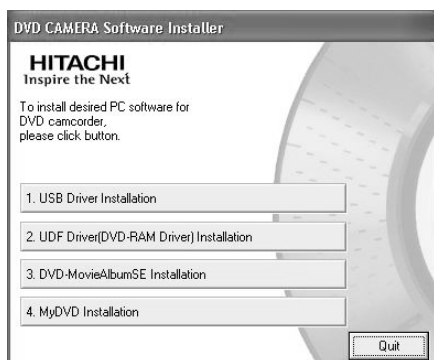 DVD CAMERA Software Installer
HITACHI
Inspire the Next
To install desired PC software for
DVD camcorder,
please click button.
1. USB Driver Installation
2. UDF Driver(DVD-RAM Driver) Installation
3. DVD-MovieAlbumSE Installation
4. MyDVD Installation
Quit